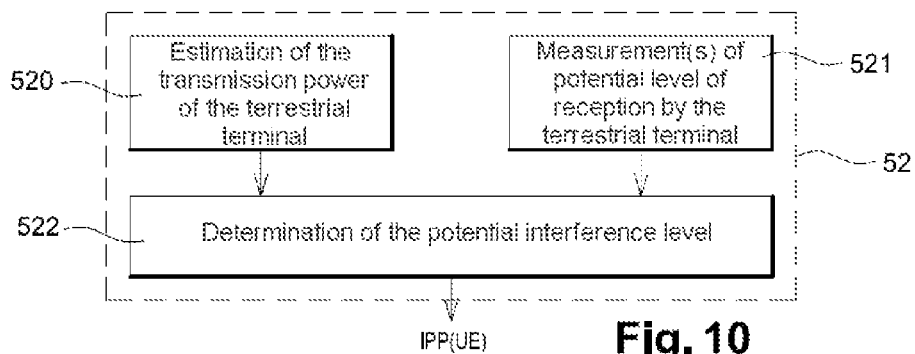 Estimation of the
transmission power
of the terrestrial
terminal
Measurement(s) of
potential level of
reception by the
terrestrial terminal
520
521
52
522
Determination of the potential interference level
IPP(UE)
Fig. 10